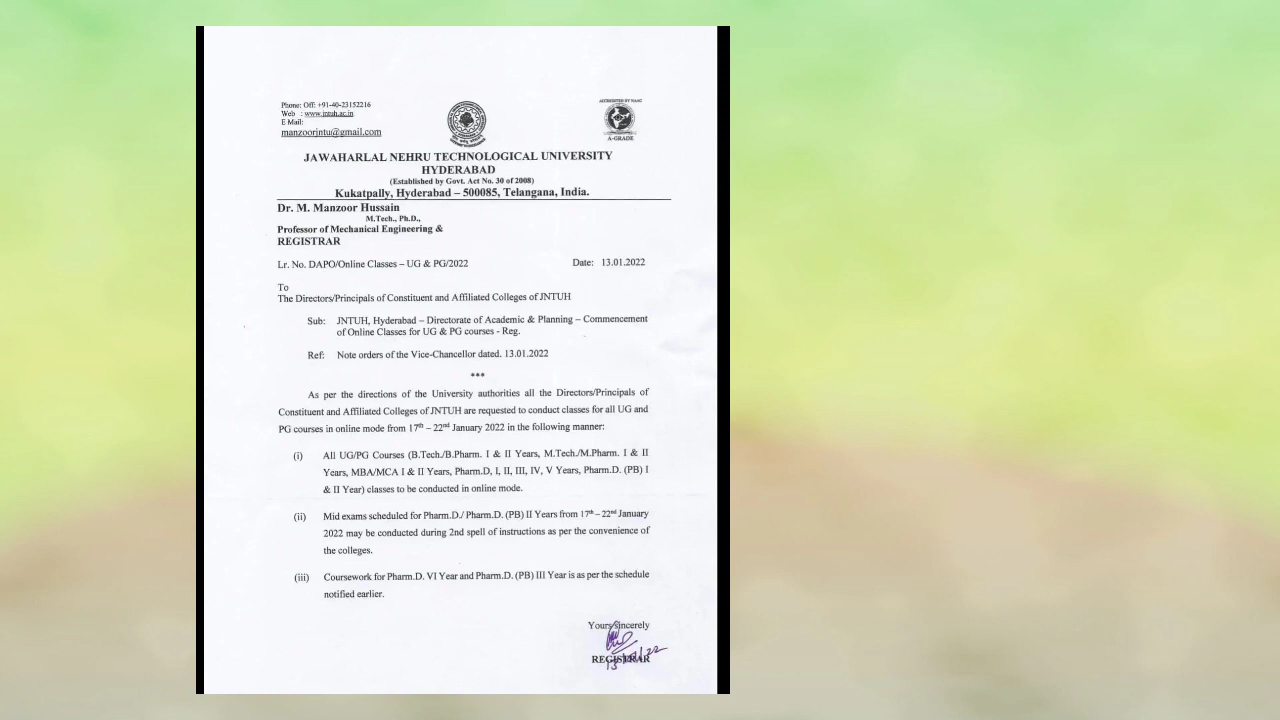 Phone: Off: +91-40-23152216
Web : www.jntuh.ac.in
E Mail:
manzoorjntu@gmail.com
ACCREDITED BY NAAC
A-GRADE
JAWAHARLAL NEHRU TECHNOLOGICAL UNIVERSITY
HYDERABAD
(Established by Govt. Act No. 30 of 2008)
Kukatpally, Hyderabad – 500085, Telangana, India.
Dr. M. Manzoor Hussain
M.Tech., Ph.D.,
Professor of Mechanical Engineering &
REGISTRAR
Lr. No. DAPO/Online Classes – UG & PG/2022 Date: 13.01.2022
To
The Directors/Principals of Constituent and Affiliated Colleges of JNTUH
Sub: JNTUH, Hyderabad – Directorate of Academic & Planning – Commencement
of Online Classes for UG & PG courses - Reg.
Ref: Note orders of the Vice-Chancellor dated. 13.01.2022
***
As per the directions of the University authorities all the Directors/Principals of
Constituent and Affiliated Colleges of JNTUH are requested to conduct classes for all UG and
PG courses in online mode from 17th – 22nd January 2022 in the following manner:
(i) All UG/PG Courses (B.Tech./B.Pharm. I & II Years, M.Tech./M.Pharm. I & II
Years, MBA/MCA I & II Years, Pharm.D, I, II, III, IV, V Years, Pharm.D. (PB) I
& II Year) classes to be conducted in online mode.
(ii) Mid exams scheduled for Pharm.D./ Pharm.D. (PB) II Years from 17th – 22nd January
2022 may be conducted during 2nd spell of instructions as per the convenience of
the colleges.
(iii) Coursework for Pharm.D. VI Year and Pharm.D. (PB) III Year is as per the schedule
notified earlier.
Yours sincerely
REGISTRAR